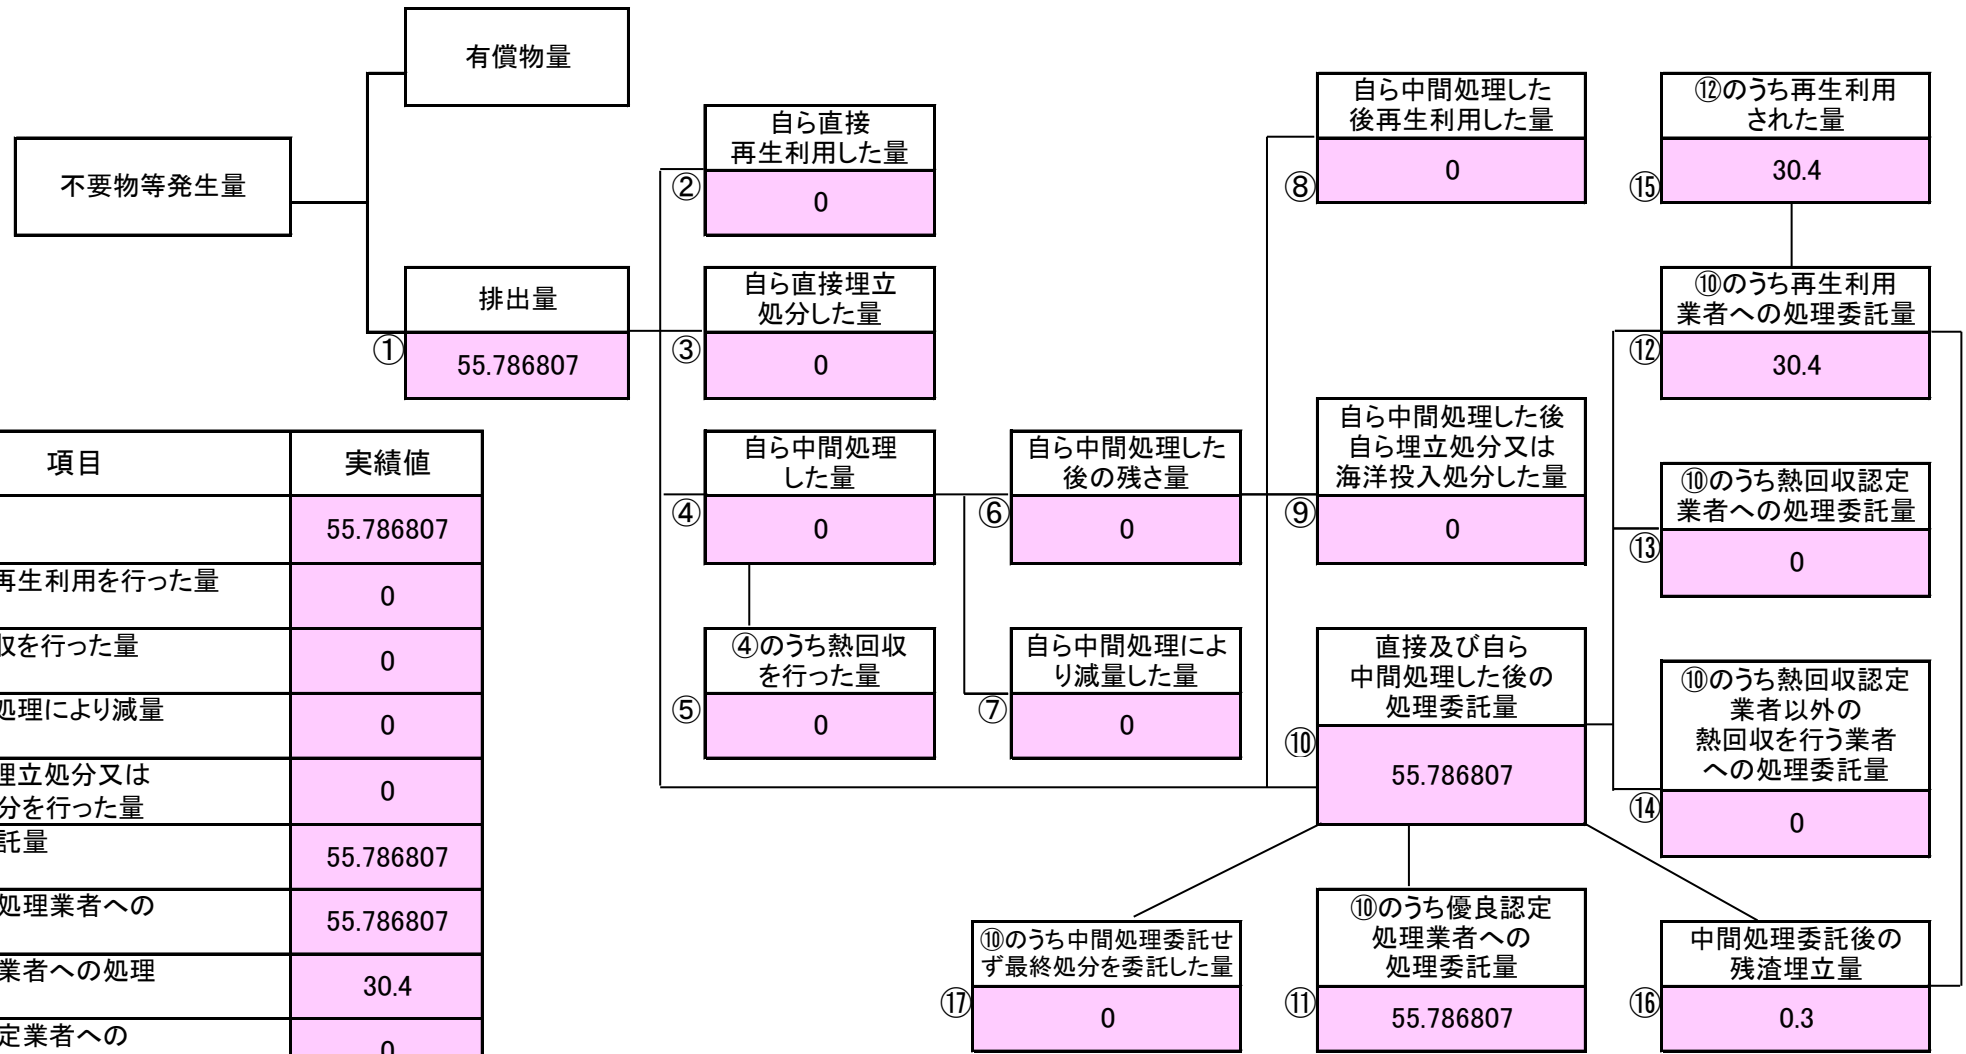 有償物量
不要物等発生量
排出量
①
55.786807
自ら直接
再生利用した量
②
0
自ら直接埋立
処分した量
③
0
自ら中間処理
した量
④
0
④のうち熱回収
を行った量
⑤
0
自ら中間処理した
後の残さ量
⑥
0
自ら中間処理によ
り減量した量
⑦
0
自ら中間処理した
後再生利用した量
⑧
0
自ら中間処理した後
自ら埋立処分又は
海洋投入処分した量
⑨
0
直接及び自ら
中間処理した後の
処理委託量
⑩
55.786807
⑫のうち再生利用
された量
⑮
30.4
⑩のうち再生利用
業者への処理委託量
⑫
30.4
⑩のうち熱回収認定
業者への処理委託量
⑬
0
⑩のうち熱回収認定
業者以外の
熱回収を行う業者
への処理委託量
⑭
0
⑩のうち中間処理委託せ
ず最終処分を委託した量
⑰
0
⑩のうち優良認定
処理業者への
処理委託量
⑪
55.786807
中間処理委託後の
残渣埋立量
⑯
0.3
項目 実績値
55.786807
再生利用を行った量
0
収を行った量
0
処理により減量
0
埋立処分又は
分を行った量
0
託量
55.786807
処理業者への
55.786807
業者への処理
30.4
定業者への
0